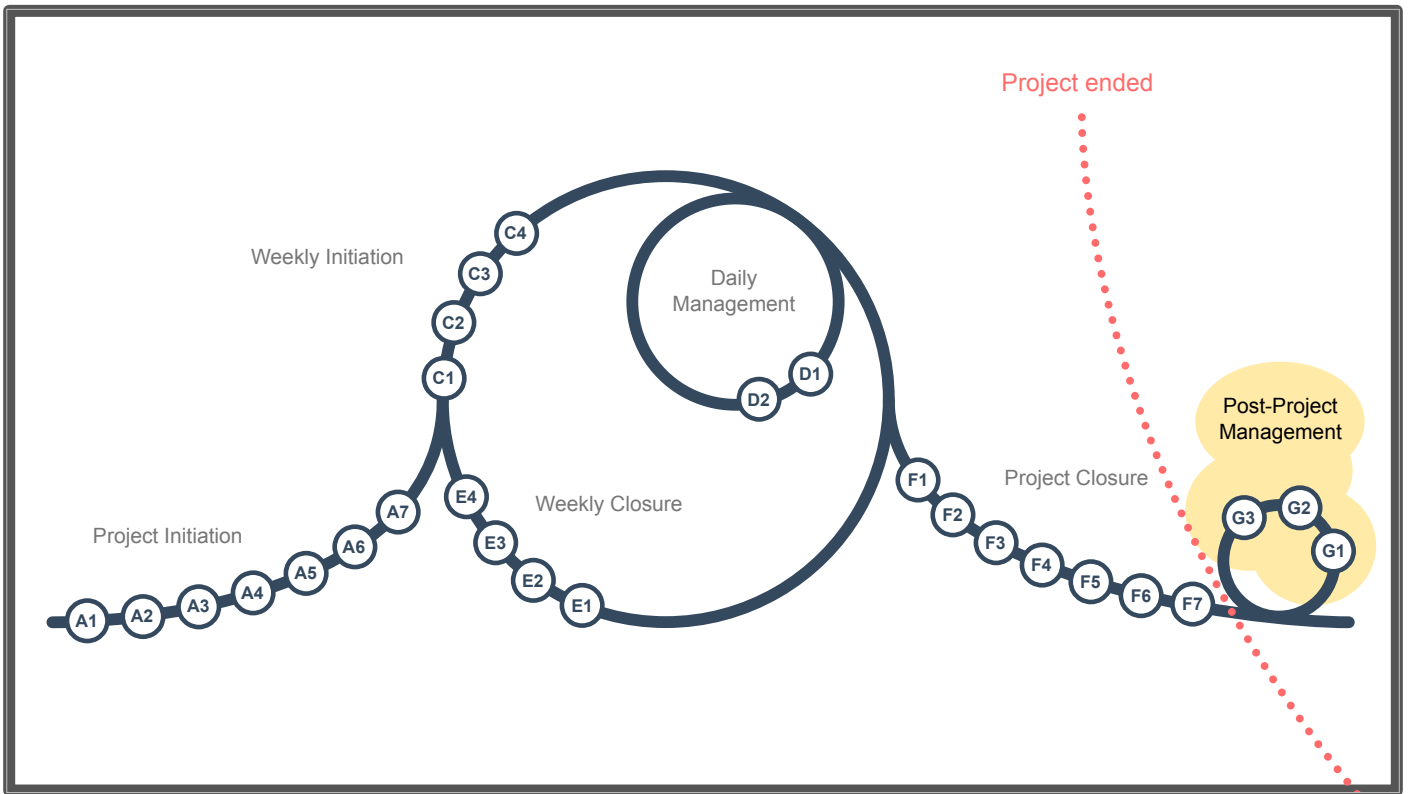 Project ended
Weekly Initiation
C4
C3
C2
C1
Daily
Management
D1
D2
Post-Project
Management
Project Initiation
A1
A2
A3
A4
A5
A6
A7
Weekly Closure
E4
E3
E2
E1
Project Closure
F1
F2
F3
F4
F5
F6
F7
G3
G2
G1